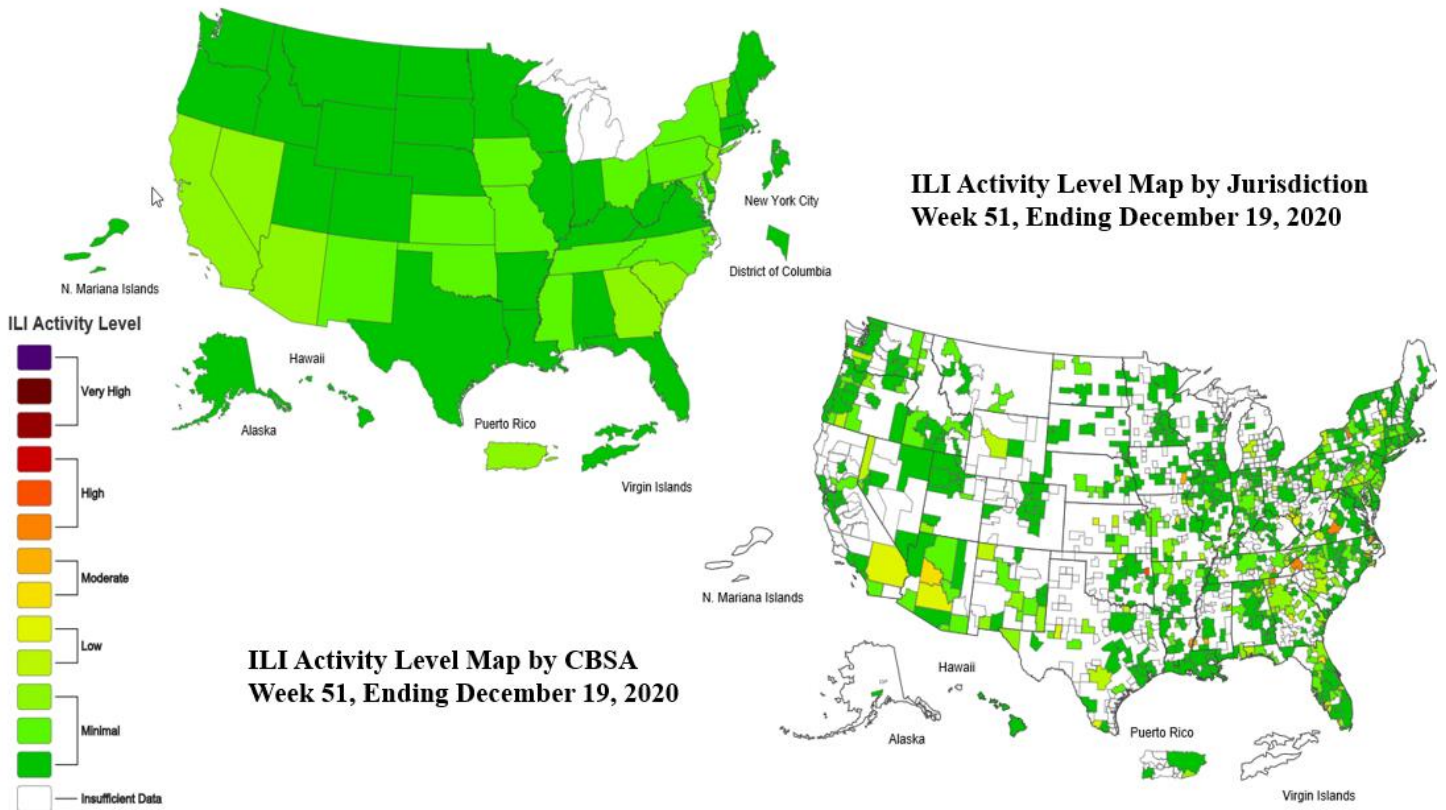 New York City
ILI Activity Level Map by Jurisdiction
Week 51, Ending December 19, 2020
District of Columbia
N. Mariana Islands
ILI Activity Level
Very High
High
Moderate
Low
Minimal
Insufficient Data
Hawaii
Alaska
Puerto Rico
Virgin Islands
ILI Activity Level Map by CBSA
Week 51, Ending December 19, 2020
N. Mariana Islands
Hawaii
Alaska
Puerto Rico
Virgin Islands